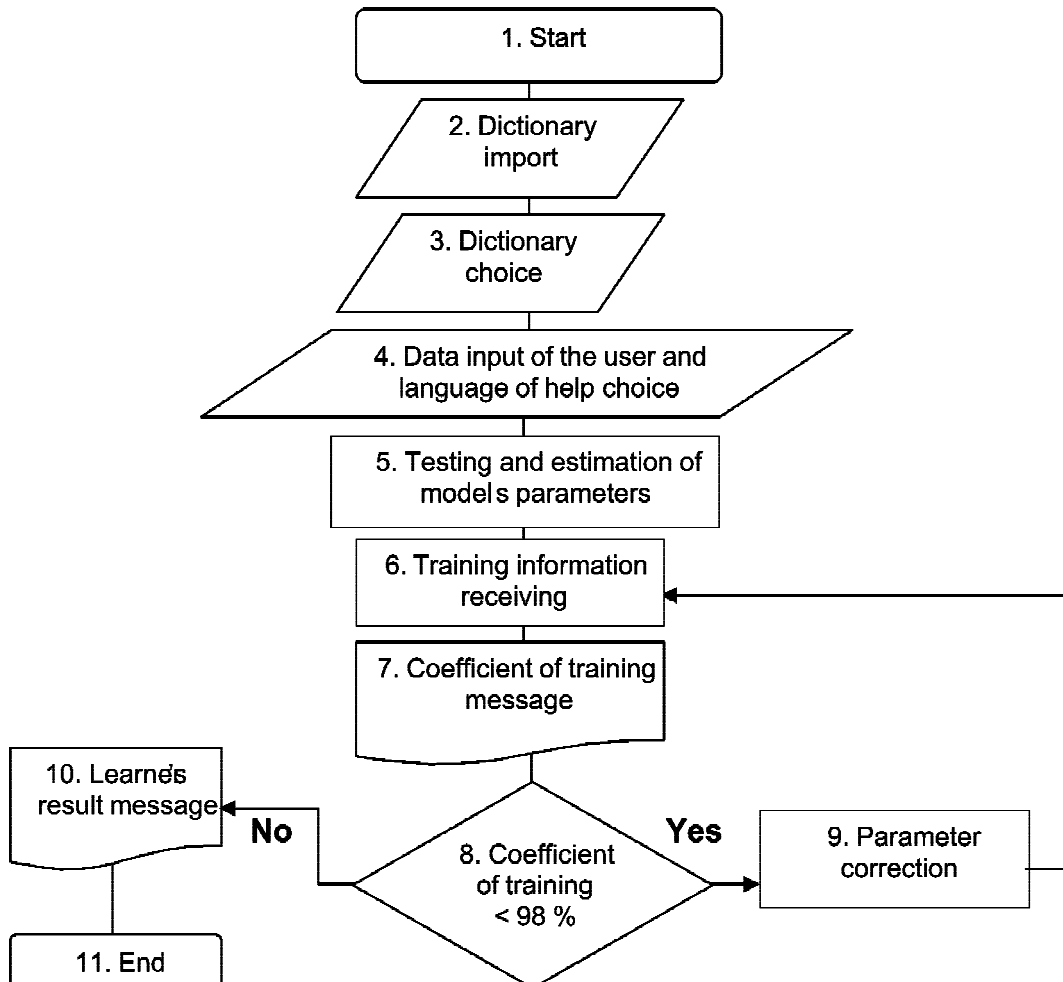 1. Start
2. Dictionary
import
3. Dictionary
choice
4. Data input of the user and
language of help choice
5. Testing and estimation of
models parameters
6. Training information
receiving
7. Coefficient of training
message
8. Coefficient
of training
< 98 %
Yes
9. Parameter
correction
No
10. Learne's
result message
11. End